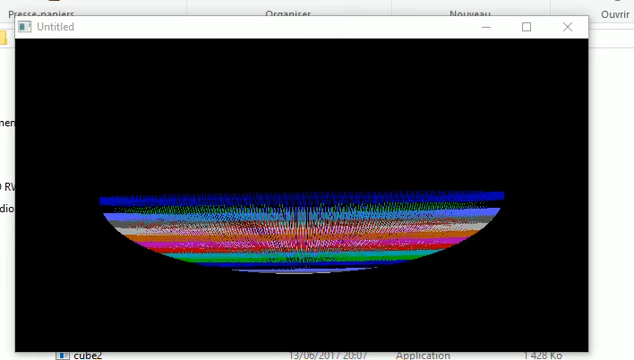 Presse-papiers Organiser Nouveau Ouvrir
Untitled
cube2 13/06/2017 20:07 Application 1 428 Ko